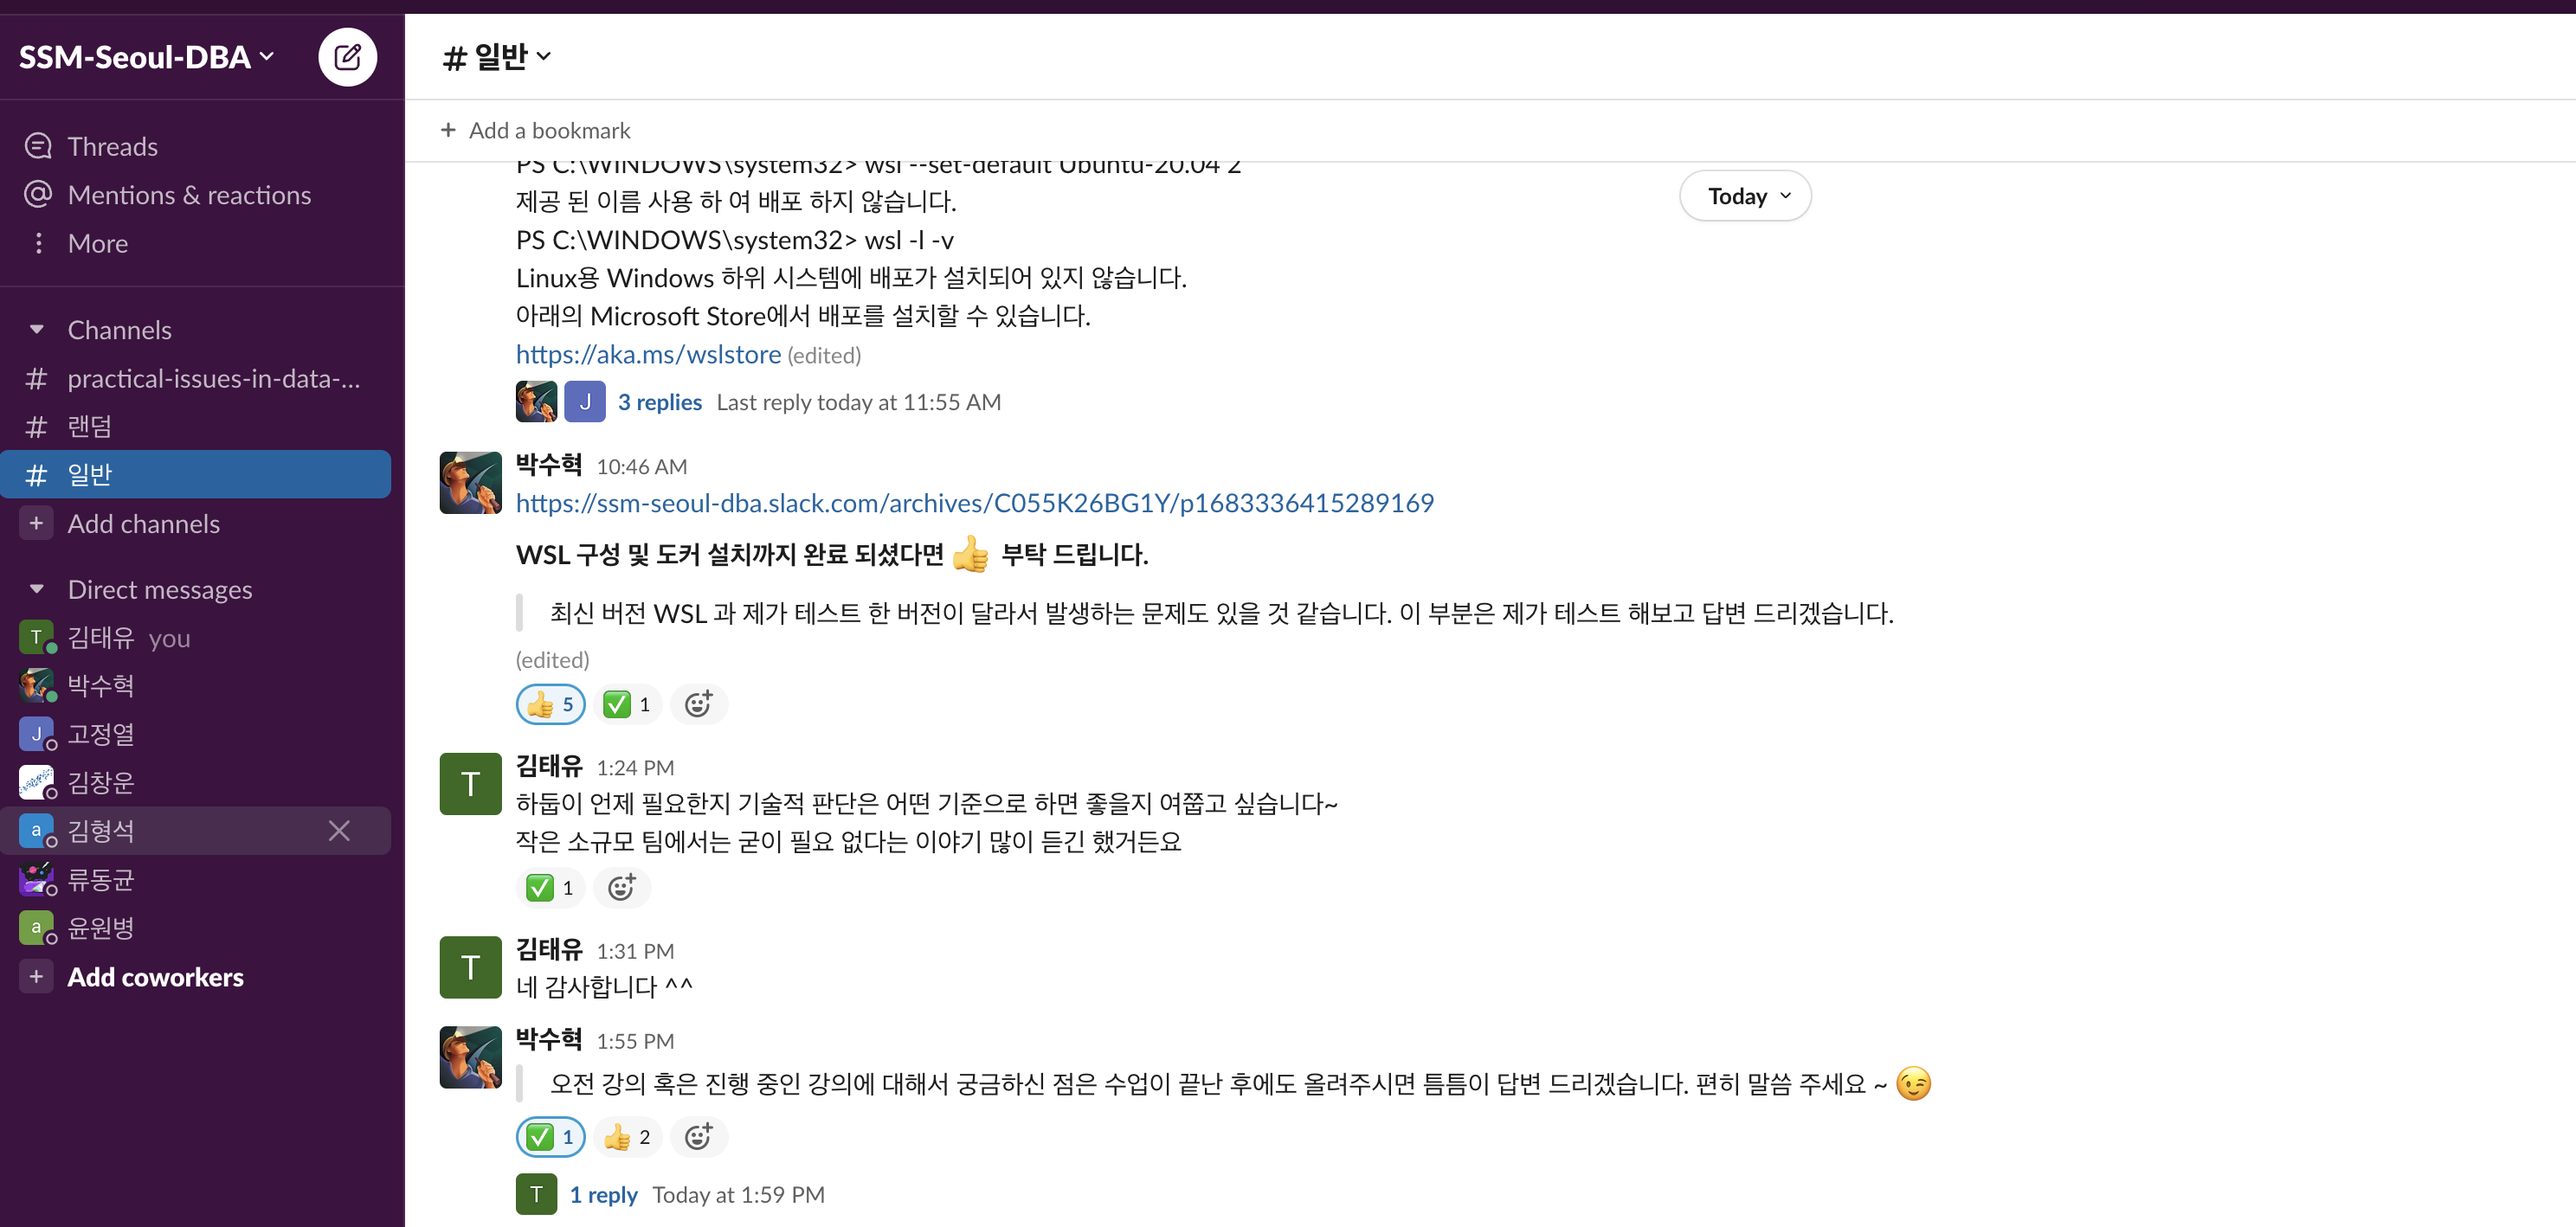 SSM-Seoul-DBA
Threads
Mentions & reactions
More
Channels
# practical-issues-in-data-...
# 랜덤
# 일반
+ Add channels
Direct messages
T 김태유 you
박수혁
J 고정열
김창운
a 김형석
류동균
a 윤원병
+ Add coworkers
# 일반
+ Add a bookmark
Today
PS C:\WINDOWS\system32> wsl --set-default Ubuntu-20.04 2
제공 된 이름 사용 하 여 배포 하지 않습니다.
PS C:\WINDOWS\system32> wsl -l -v
Linux용 Windows 하위 시스템에 배포가 설치되어 있지 않습니다.
아래의 Microsoft Store에서 배포를 설치할 수 있습니다.
https://aka.ms/wslstore (edited)
J 3 replies Last reply today at 11:55 AM
박수혁 10:46 AM
https://ssm-seoul-dba.slack.com/archives/C055K26BG1Y/p1683336415289169
WSL 구성 및 도커 설치까지 완료 되셨다면 👍 부탁 드립니다.
최신 버전 WSL 과 제가 테스트 한 버전이 달라서 발생하는 문제도 있을 것 같습니다. 이 부분은 제가 테스트 해보고 답변 드리겠습니다.
(edited)
👍 5 ✅ 1
T 김태유 1:24 PM
하둡이 언제 필요한지 기술적 판단은 어떤 기준으로 하면 좋을지 여쭙고 싶습니다~
작은 소규모 팀에서는 굳이 필요 없다는 이야기 많이 듣긴 했거든요
✅ 1
T 김태유 1:31 PM
네 감사합니다 ^^
박수혁 1:55 PM
오전 강의 혹은 진행 중인 강의에 대해서 궁금하신 점은 수업이 끝난 후에도 올려주시면 틈틈이 답변 드리겠습니다. 편히 말씀 주세요 ~ 😉
✅ 1 👍 2
T 1 reply Today at 1:59 PM